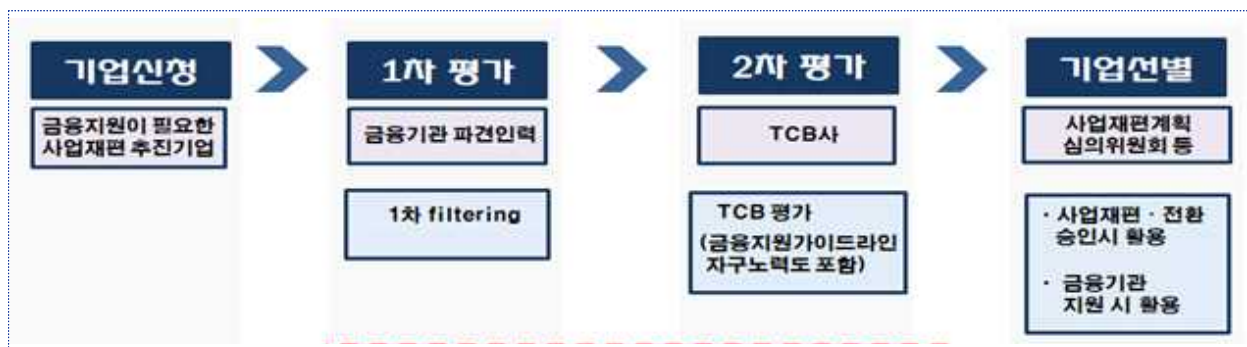 기업신청
금융지원이 필요한
사업재편 추진기업
1차 평가
금융기관 파견인력
1차 filtering
2차 평가
TCB사
TCB 평가
(금융지원가이드라인
자구노력도 포함)
기업선별
사업재편계획
심의위원회 등
· 사업재편 · 전환
승인시 활용
· 금융기관
지원 시 활용